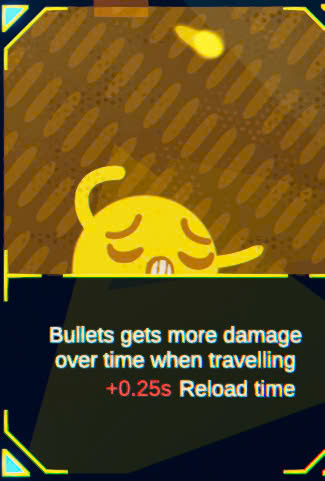 Bullets gets more damage
over time when travelling
+0.25s Reload time